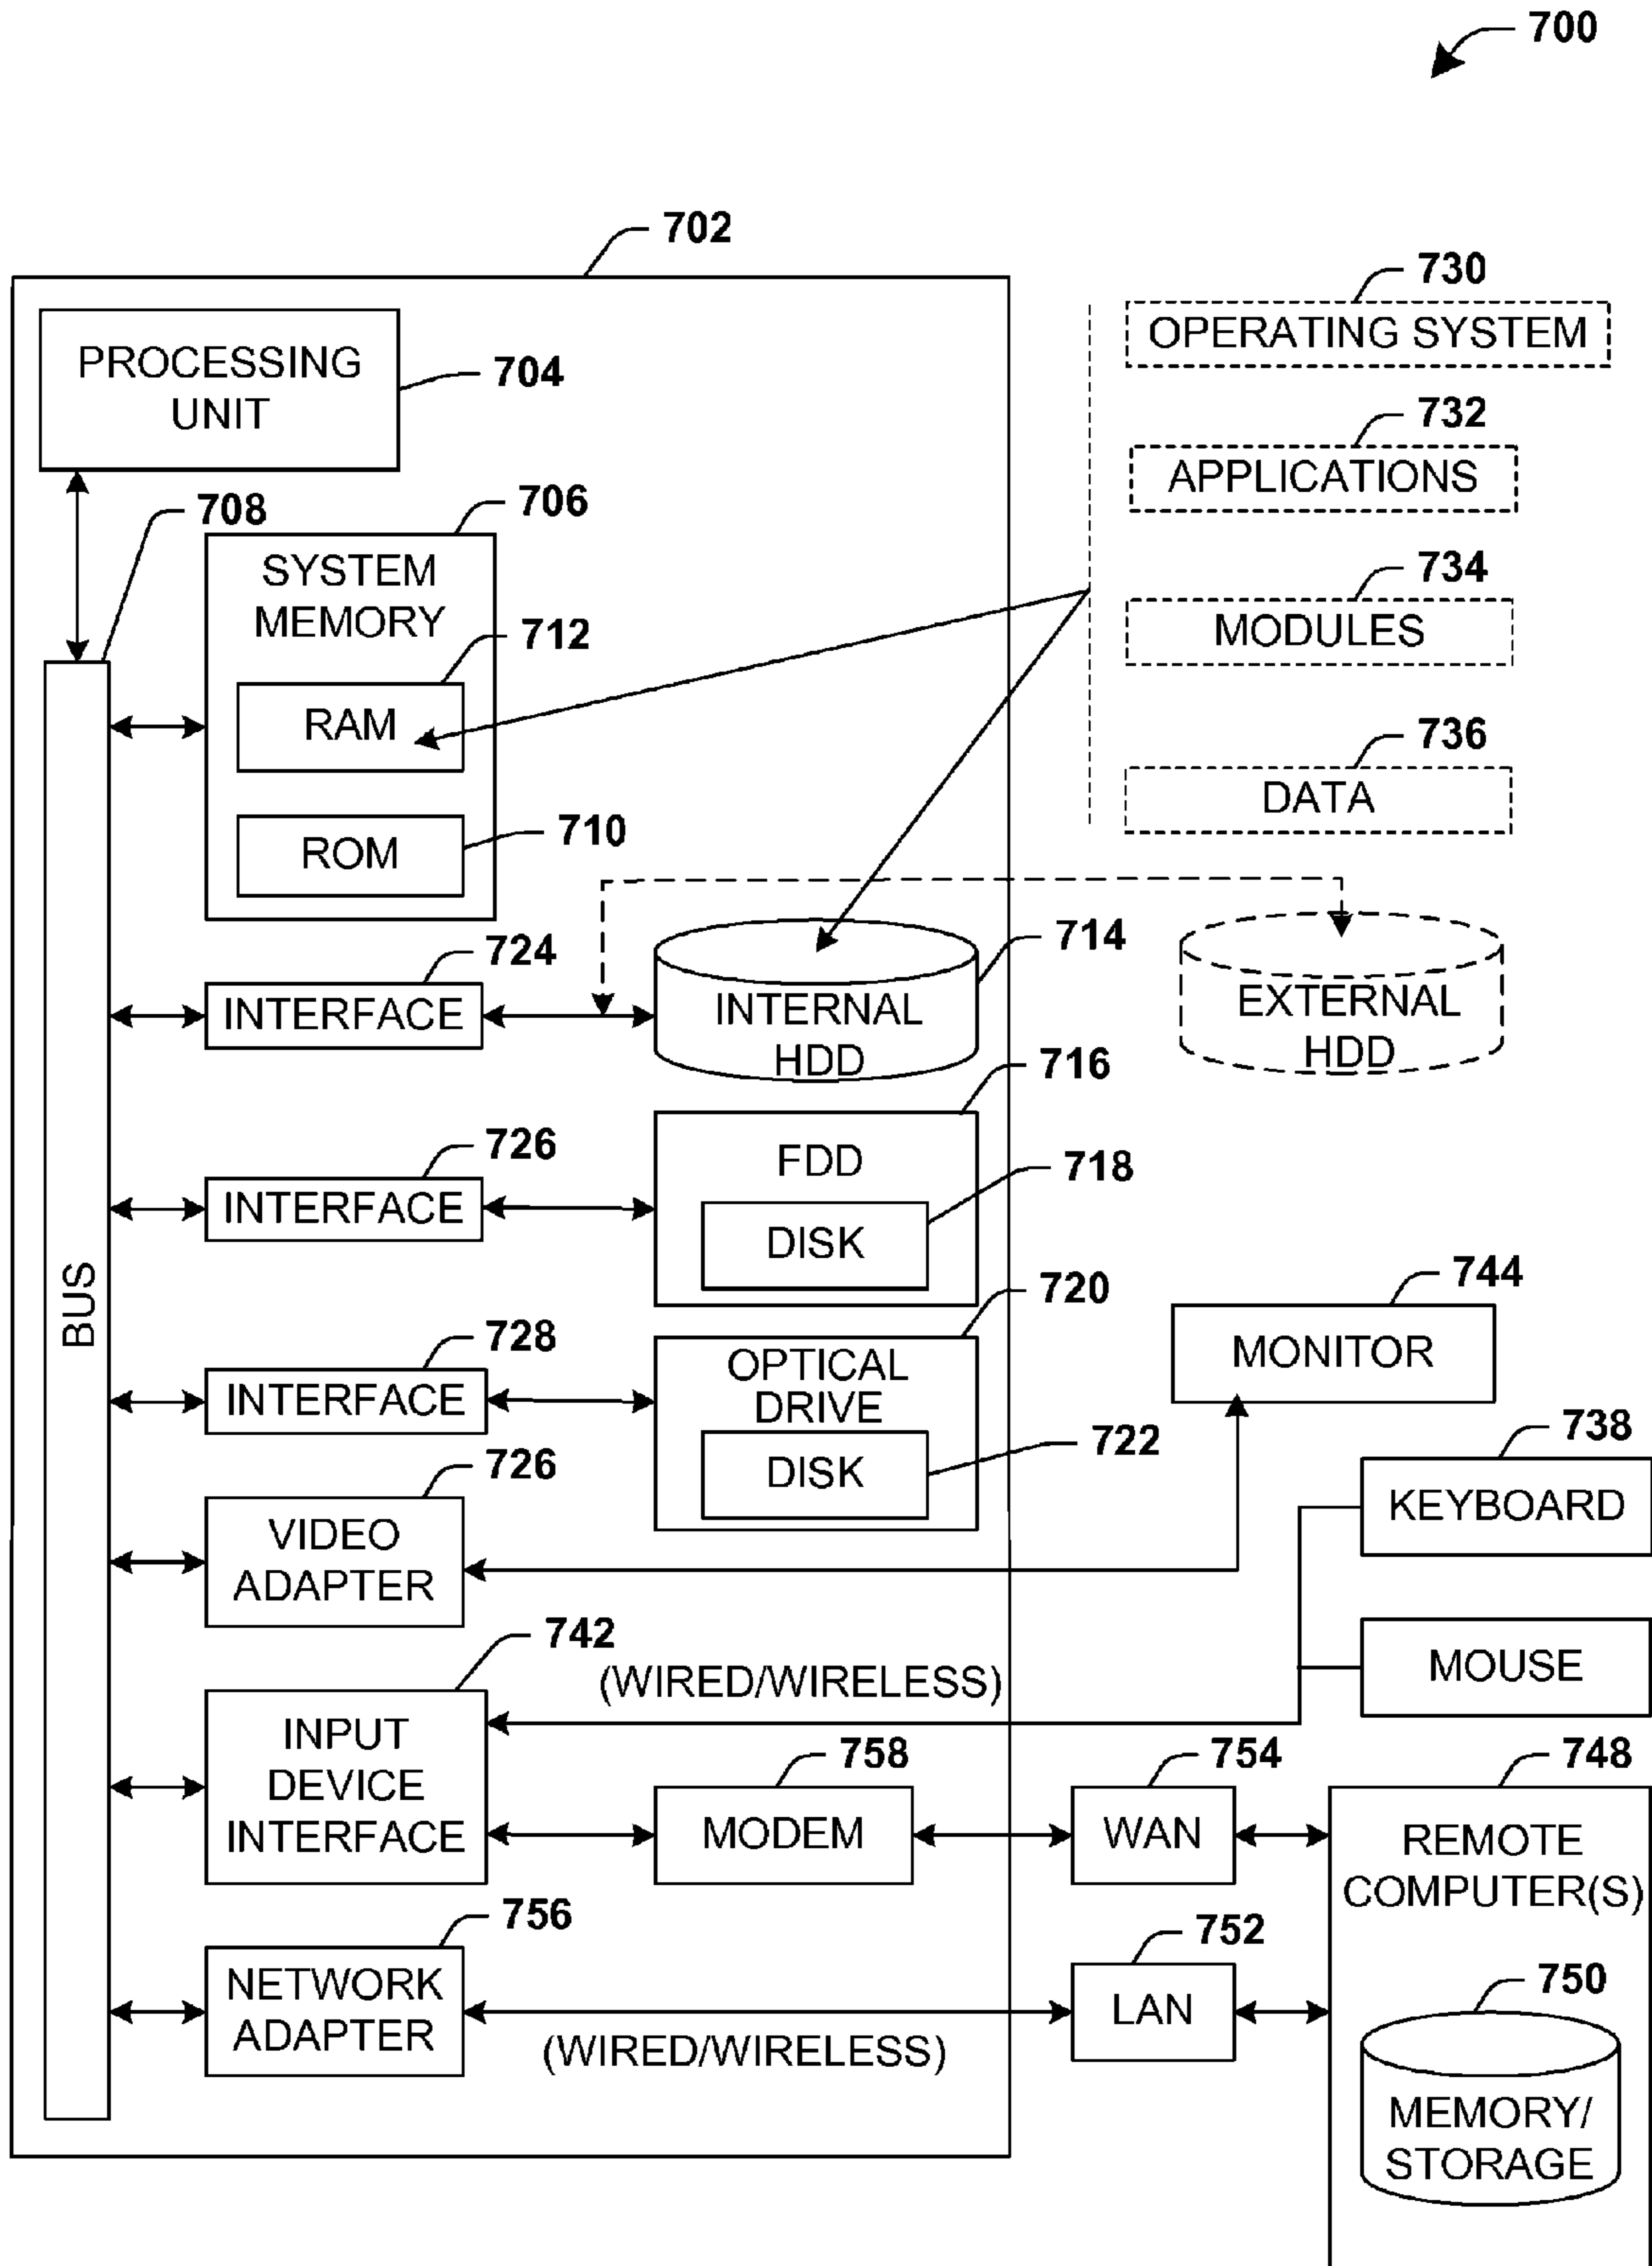 700
702
730
OPERATING SYSTEM
PROCESSING
UNIT
704
732
APPLICATIONS
708
706
SYSTEM
MEMORY
734
MODULES
712
RAM
736
DATA
710
ROM
724
INTERFACE
714
INTERNAL
HDD
EXTERNAL
HDD
716
726
INTERFACE
FDD
718
DISK
BUS
720
744
MONITOR
728
INTERFACE
OPTICAL
DRIVE
722
DISK
738
KEYBOARD
726
VIDEO
ADAPTER
742
(WIRED/WIRELESS)
MOUSE
INPUT
DEVICE
INTERFACE
758
MODEM
754
WAN
748
REMOTE
COMPUTER(S)
756
NETWORK
ADAPTER
(WIRED/WIRELESS)
752
LAN
750
MEMORY/
STORAGE